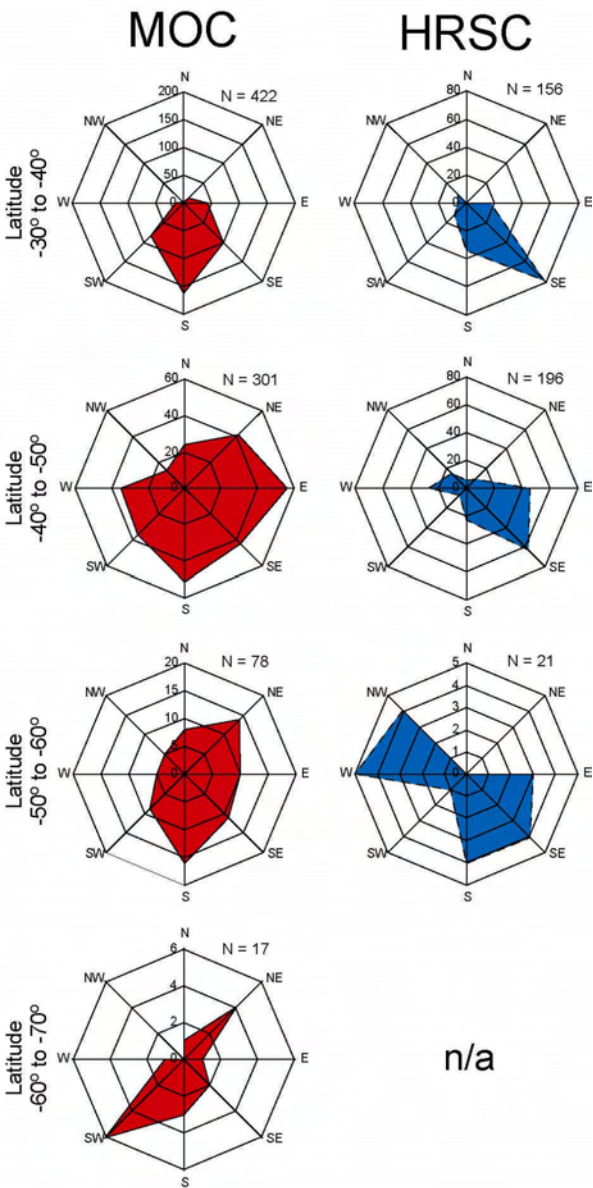 MOC HRSC
N N
200 N = 422 80 N = 156
NW NE NW NE
150 60
100 40
50 20
Latitude
-30° to -40°
W 0 E W 0 E
SW SE SW SE
S S
N N
60 N = 301 80 N = 196
NW NE NW NE
40 60
40
20 20
Latitude
-40° to -50°
W 0 E W 0 E
SW SE SW SE
S S
N N
20 N = 78 5 N = 21
NW NE NW NE
15 4
10 3
2
5 1
Latitude
-50° to -60°
W 0 E W 0 E
SW SE SW SE
S S
N
6 N = 17
NW NE
4
2
Latitude
-60° to -70°
W 0 E n/a
SW SE
S